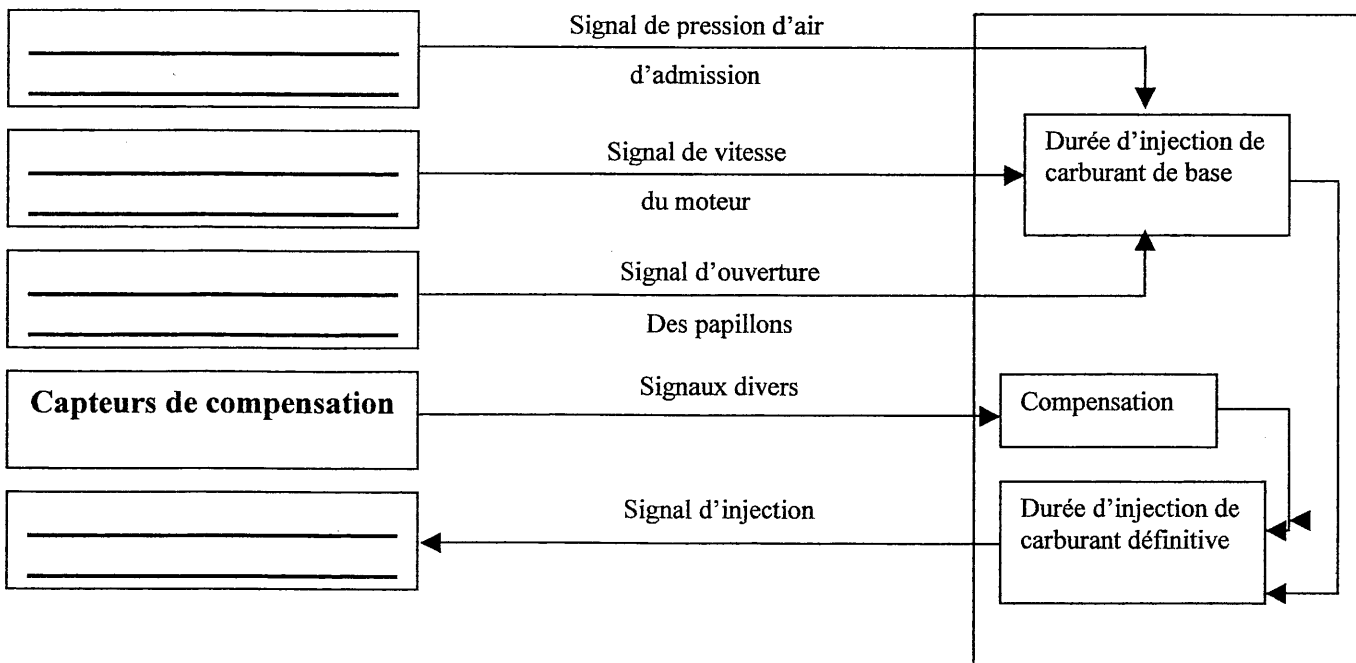 Signal de pression d’air
d’admission
Signal de vitesse
du moteur
Durée d’injection de
carburant de base
Signal d’ouverture
Des papillons
Capteurs de compensation
Signaux divers
Compensation
Signal d’injection
Durée d’injection de
carburant définitive